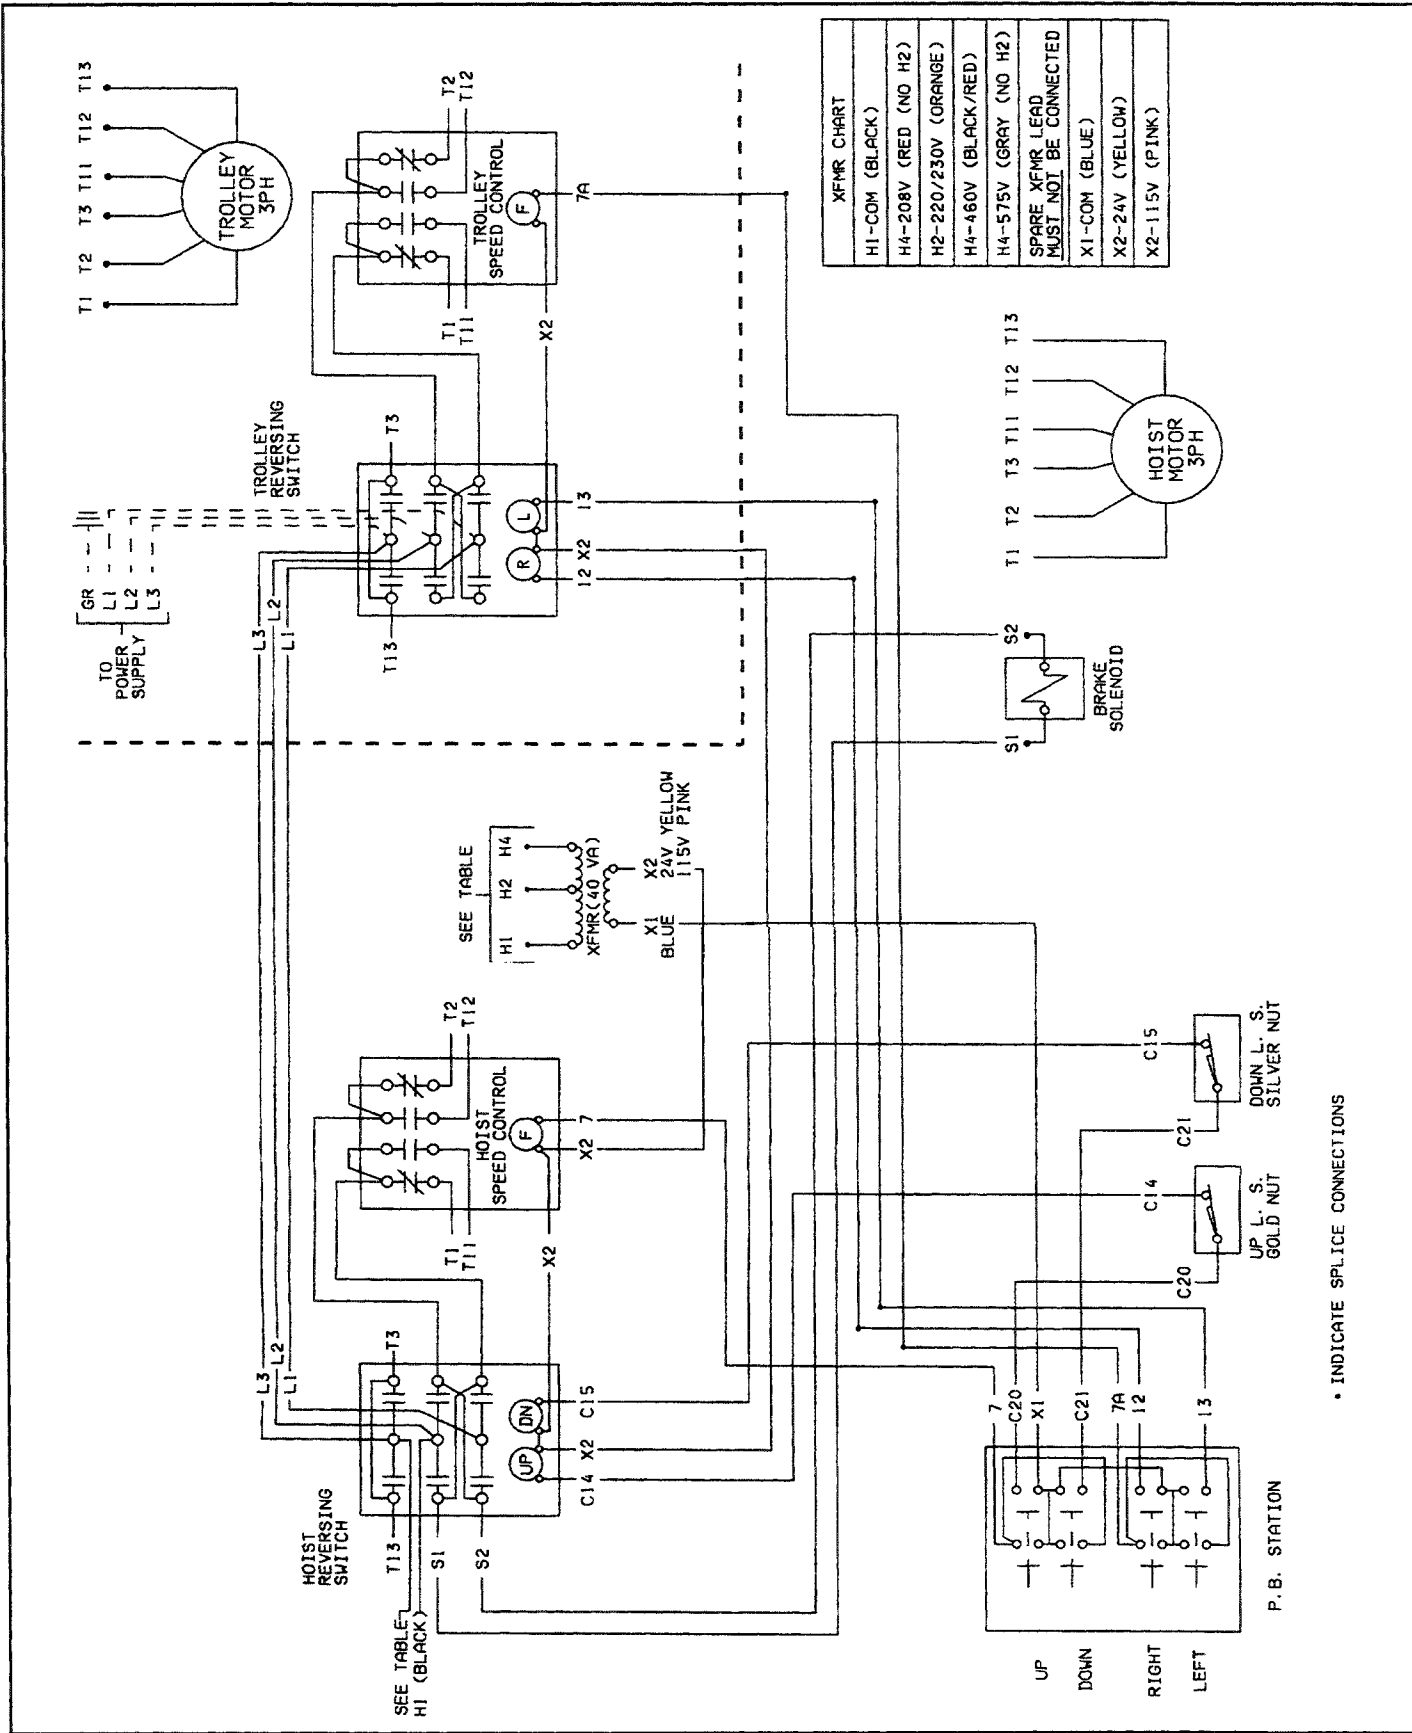 TO
POWER
SUPPLY
GR
L1
L2
L3
T1
T2
T3
T11
T12
T13
TROLLEY
MOTOR
3PH
L3
L2
L1
L3
L2
L1
HOIST
REVERSING
SWITCH
T13
T3
S1
S2
SEE TABLE
H1 (BLACK)
UP
DN
C14
X2
C15
X2
HOIST
SPEED CONTROL
F
T1
T11
T2
T12
X2
7
SEE TABLE
H1
H2
H4
XFMR(40 VA)
X1
BLUE
X2
24V YELLOW
115V PINK
TROLLEY
REVERSING
SWITCH
T13
T3
R
L
12
X2
13
X2
TROLLEY
SPEED CONTROL
F
T1
T11
T2
T12
7A
XFMR CHART
H1-COM (BLACK)
H4-208V (RED (NO H2)
H2-220/230V (ORANGE)
H4-460V (BLACK/RED)
H4-575V (GRAY (NO H2)
SPARE XFMR LEAD
MUST NOT BE CONNECTED
X1-COM (BLUE)
X2-24V (YELLOW)
X2-115V (PINK)
S1
S2
BRAKE
SOLENOID
T1
T2
T3
T11
T12
T13
HOIST
MOTOR
3PH
UP
DOWN
RIGHT
LEFT
7
C20
X1
C21
7A
12
13
P.B. STATION
C20
C14
UP L. S.
GOLD NUT
C21
C15
DOWN L. S.
SILVER NUT
• INDICATE SPLICE CONNECTIONS